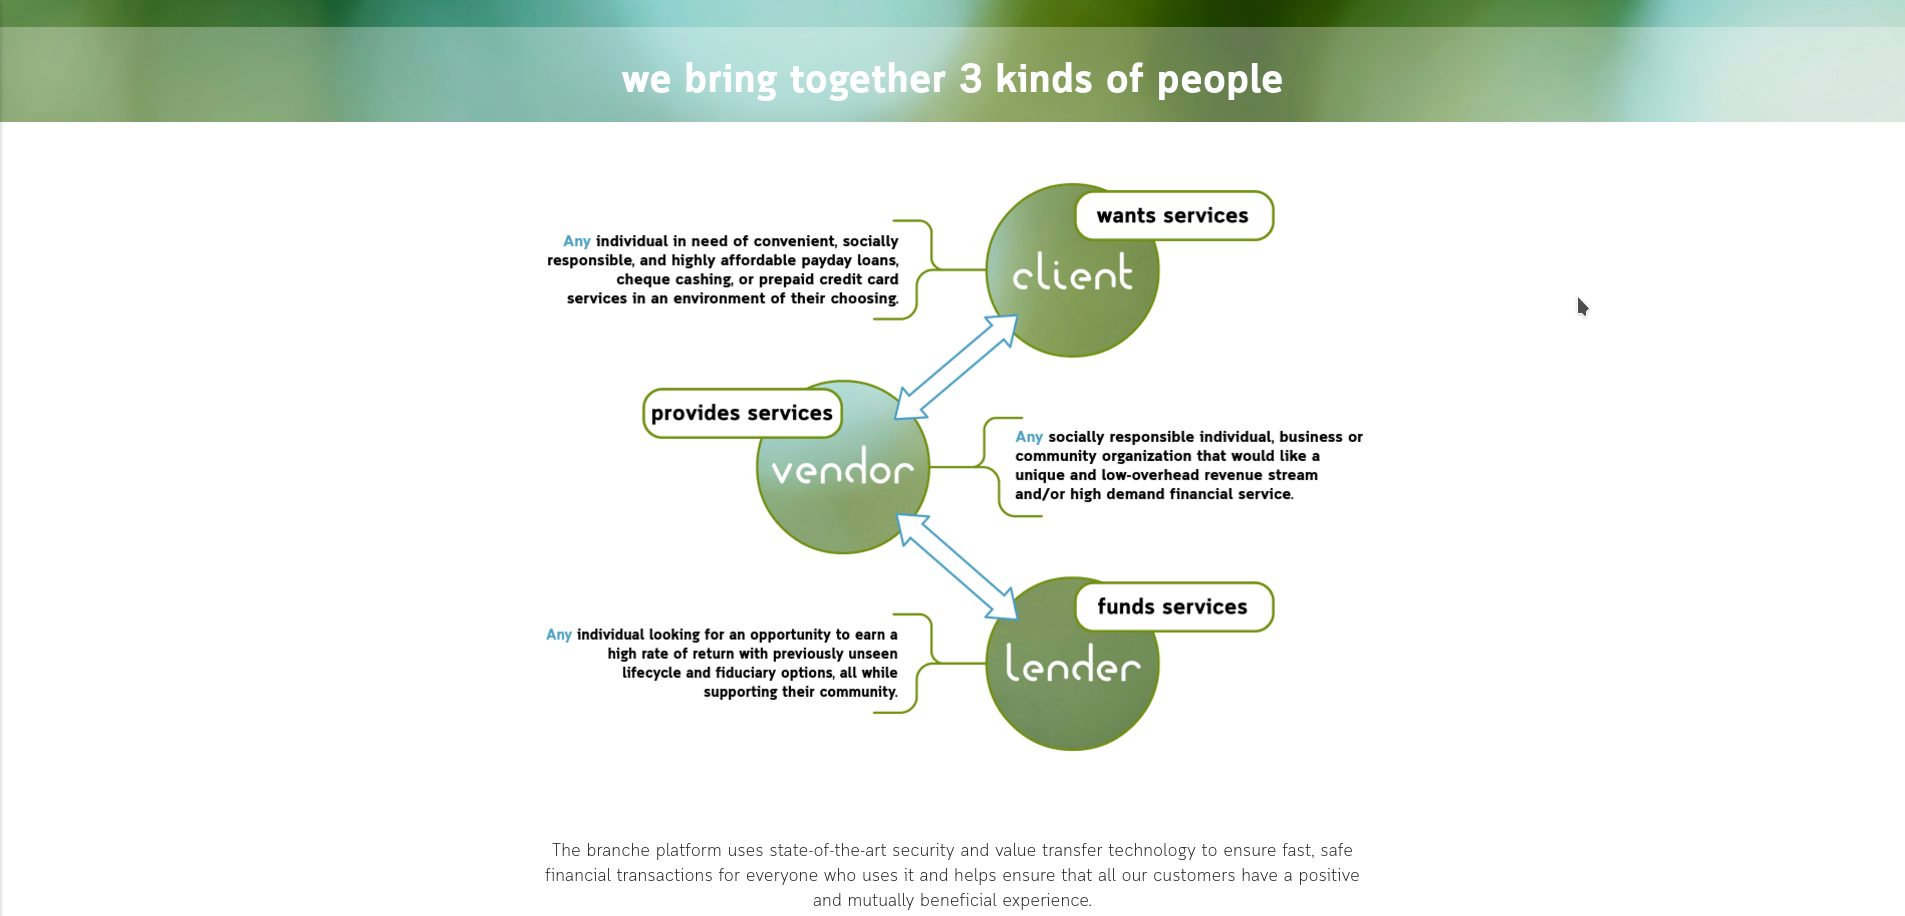 we bring together 3 kinds of people
wants services
client
Any individual in need of convenient, socially
responsible, and highly affordable payday loans,
cheque cashing, or prepaid credit card
services in an environment of their choosing.
provides services
vendor
Any socially responsible individual, business or
community organization that would like a
unique and low-overhead revenue stream
and/or high demand financial service.
funds services
lender
Any individual looking for an opportunity to earn a
high rate of return with previously unseen
lifecycle and fiduciary options, all while
supporting their community.
The branche platform uses state-of-the-art security and value transfer technology to ensure fast, safe
financial transactions for everyone who uses it and helps ensure that all our customers have a positive
and mutually beneficial experience.